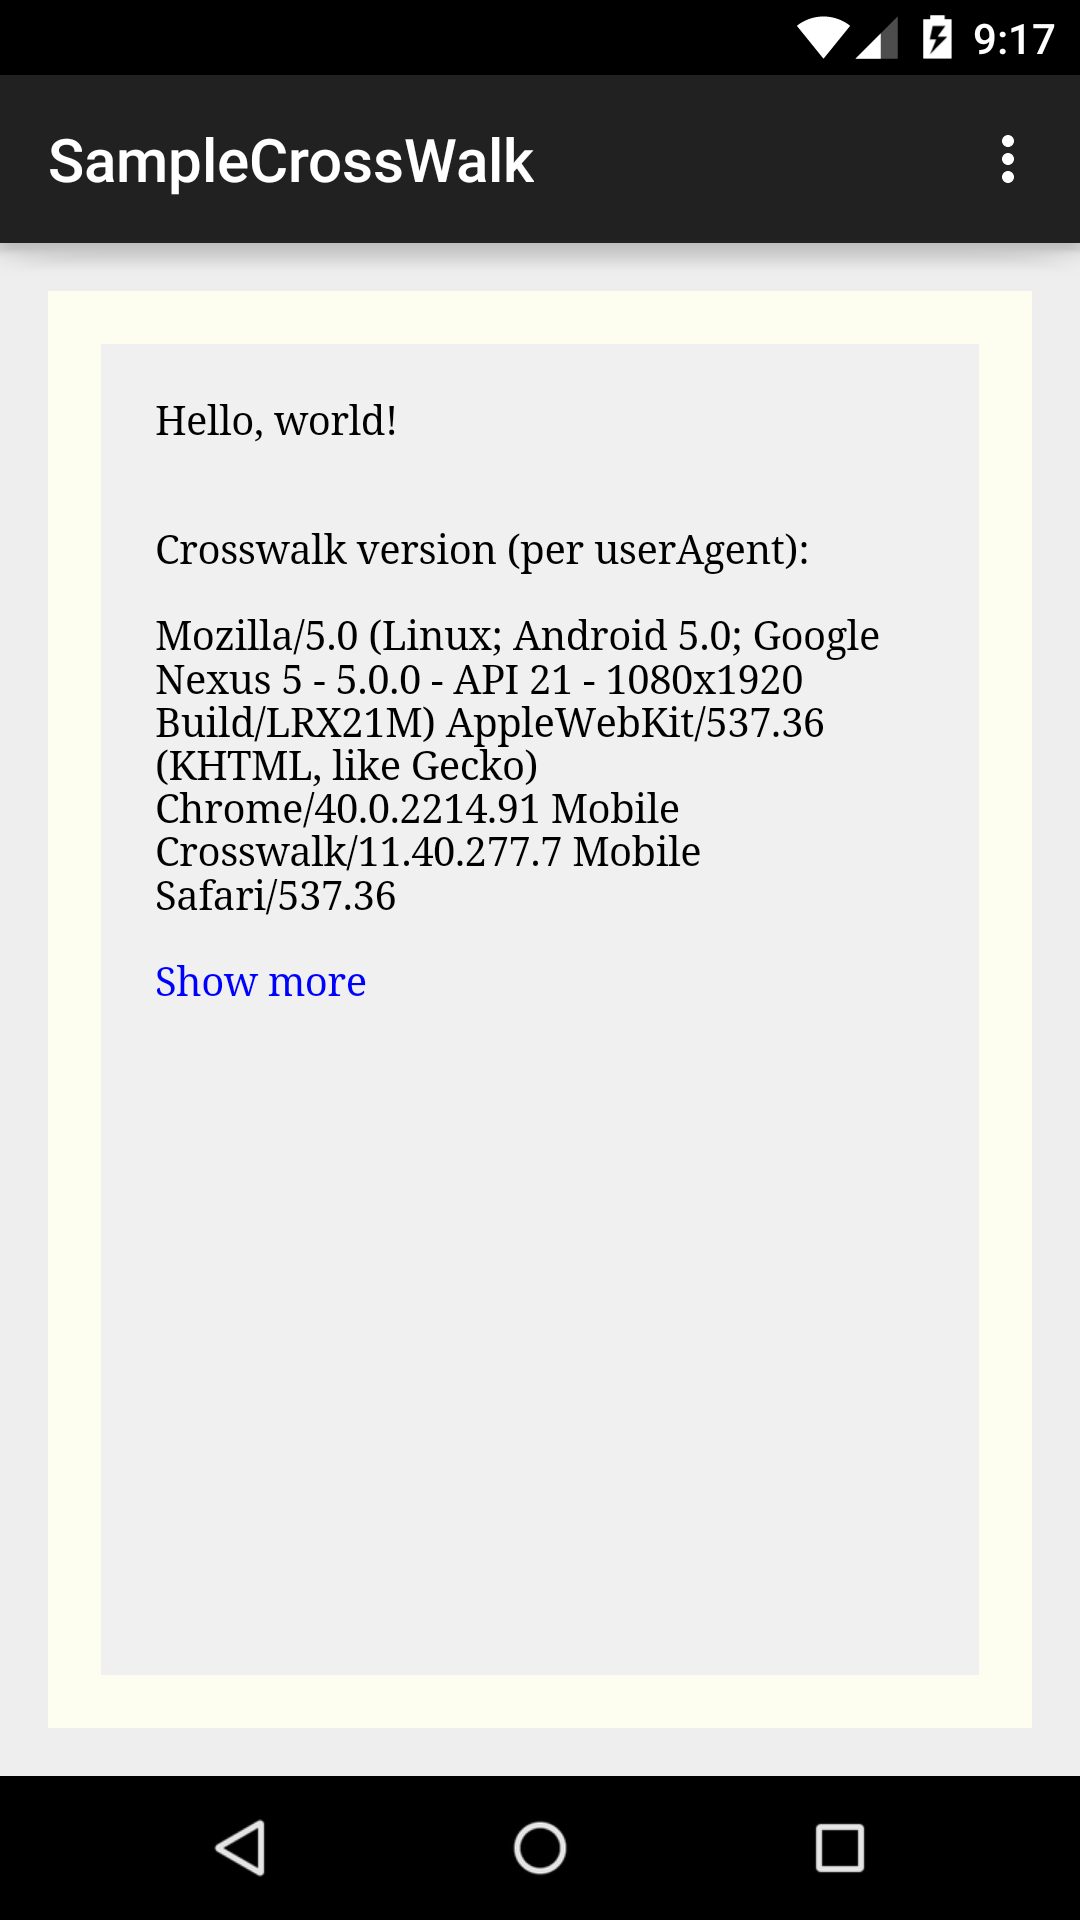 9:17
SampleCrossWalk
Hello, world!
Crosswalk version (per userAgent):
Mozilla/5.0 (Linux; Android 5.0; Google
Nexus 5 - 5.0.0 - API 21 - 1080x1920
Build/LRX21M) AppleWebKit/537.36
(KHTML, like Gecko)
Chrome/40.0.2214.91 Mobile
Crosswalk/11.40.277.7 Mobile
Safari/537.36
Show more